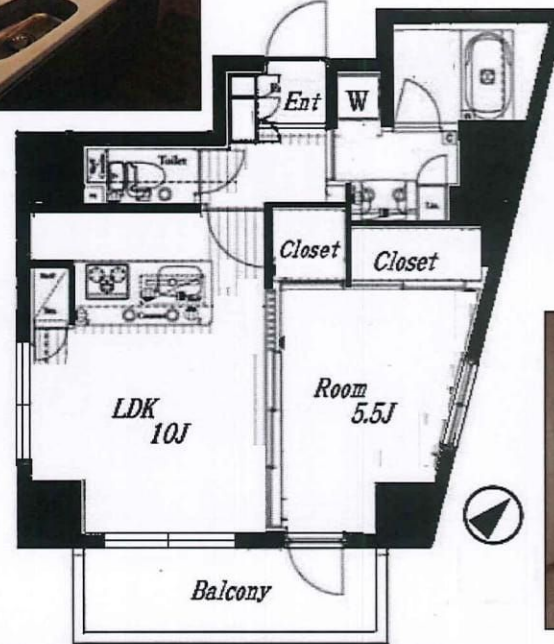 Ent
W
Toilet
Closet
Closet
Room
5.5J
LDK
10J
Balcony